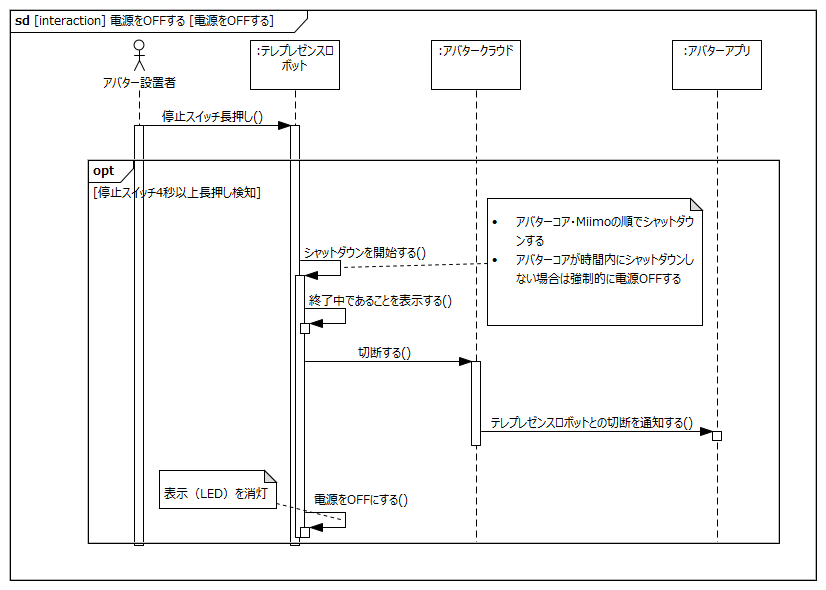 sd [interaction] 電源をOFFする [電源をOFFする]
アバター設置者
:テレプレゼンスロ
ボット
:アバタークラウド
:アバターアプリ
停止スイッチ長押し()
opt
[停止スイッチ4秒以上長押し検知]
• アバターコア・Miimoの順でシャットダウ
ンする
• アバターコアが時間内にシャットダウンし
ない場合は強制的に電源OFFする
シャットダウンを開始する()
終了中であることを表示する()
切断する()
テレプレゼンスロボットとの切断を通知する()
表示（LED）を消灯
電源をOFFにする()